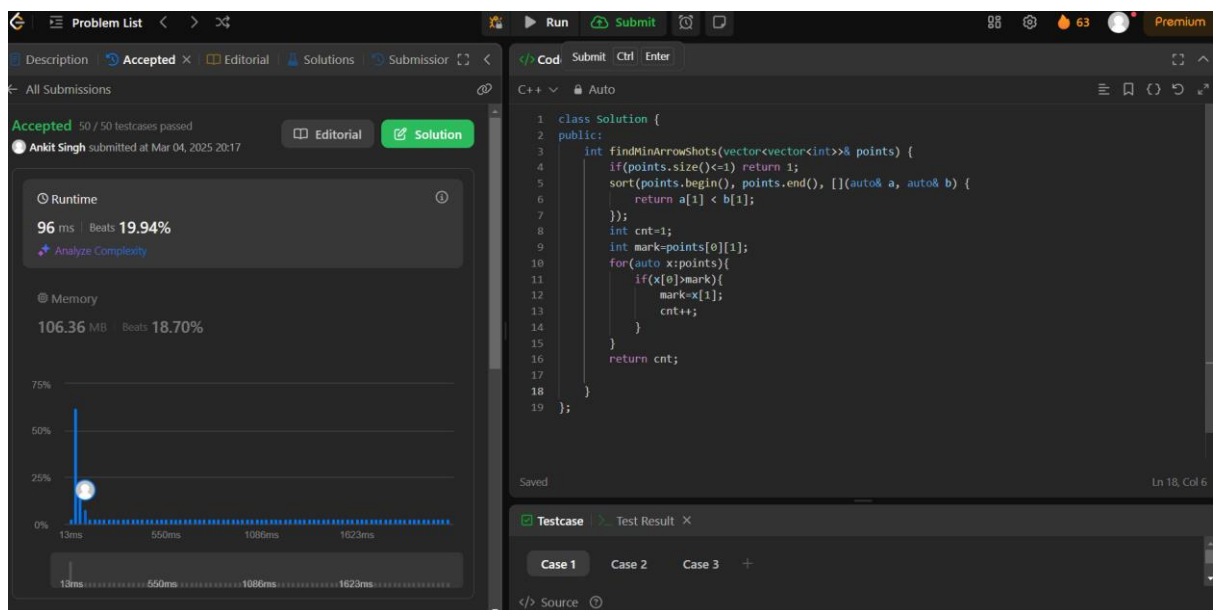 Problem List
Run
Submit
63
Premium
Description
Accepted ×
Editorial
Solutions
Submissior
</> Cod
Submit Ctrl Enter
← All Submissions
C++
Auto
Accepted 50 / 50 testcases passed
Ankit Singh submitted at Mar 04, 2025 20:17
Editorial
Solution
Runtime
96 ms | Beats 19.94%
Analyze Complexity
Memory
106.36 MB | Beats 18.70%
75%
50%
25%
0%
13ms 550ms 1086ms 1623ms
13ms 550ms 1086ms 1623ms
1 class Solution {
2 public:
3     int findMinArrowShots(vector<vector<int>>& points) {
4         if(points.size()<=1) return 1;
5         sort(points.begin(), points.end(), [](auto& a, auto& b) {
6             return a[1] < b[1];
7         });
8         int cnt=1;
9         int mark=points[0][1];
10         for(auto x:points){
11             if(x[0]>mark){
12                 mark=x[1];
13                 cnt++;
14             }
15         }
16         return cnt;
17
18     }
19 };
Saved
Ln 18, Col 6
Testcase
>_ Test Result ×
Case 1 Case 2 Case 3 +
</> Source ?